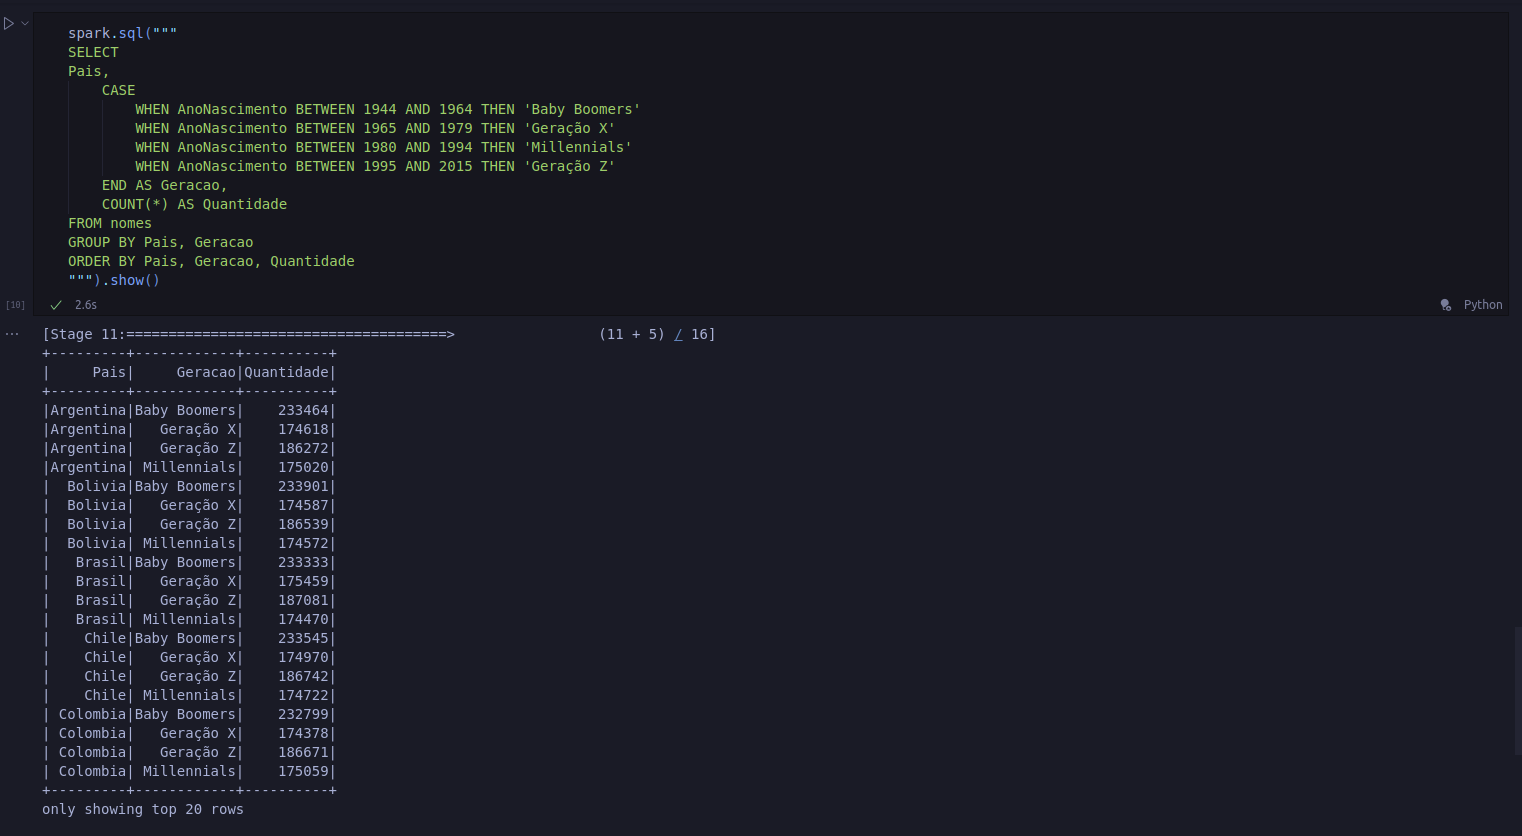 spark.sql("""
SELECT
Pais,
    CASE
        WHEN AnoNascimento BETWEEN 1944 AND 1964 THEN 'Baby Boomers'
        WHEN AnoNascimento BETWEEN 1965 AND 1979 THEN 'Geração X'
        WHEN AnoNascimento BETWEEN 1980 AND 1994 THEN 'Millennials'
        WHEN AnoNascimento BETWEEN 1995 AND 2015 THEN 'Geração Z'
    END AS Geracao,
    COUNT(*) AS Quantidade
FROM nomes
GROUP BY Pais, Geracao
ORDER BY Pais, Geracao, Quantidade
""").show()
[10] 2.6s Python
[Stage 11:======================================>                 (11 + 5) / 16]
+---------+------------+----------+
|     Pais|     Geracao|Quantidade|
+---------+------------+----------+
|Argentina|Baby Boomers|    233464|
|Argentina|   Geração X|    174618|
|Argentina|   Geração Z|    186272|
|Argentina| Millennials|    175020|
|  Bolivia|Baby Boomers|    233901|
|  Bolivia|   Geração X|    174587|
|  Bolivia|   Geração Z|    186539|
|  Bolivia| Millennials|    174572|
|   Brasil|Baby Boomers|    233333|
|   Brasil|   Geração X|    175459|
|   Brasil|   Geração Z|    187081|
|   Brasil| Millennials|    174470|
|    Chile|Baby Boomers|    233545|
|    Chile|   Geração X|    174970|
|    Chile|   Geração Z|    186742|
|    Chile| Millennials|    174722|
| Colombia|Baby Boomers|    232799|
| Colombia|   Geração X|    174378|
| Colombia|   Geração Z|    186671|
| Colombia| Millennials|    175059|
+---------+------------+----------+
only showing top 20 rows